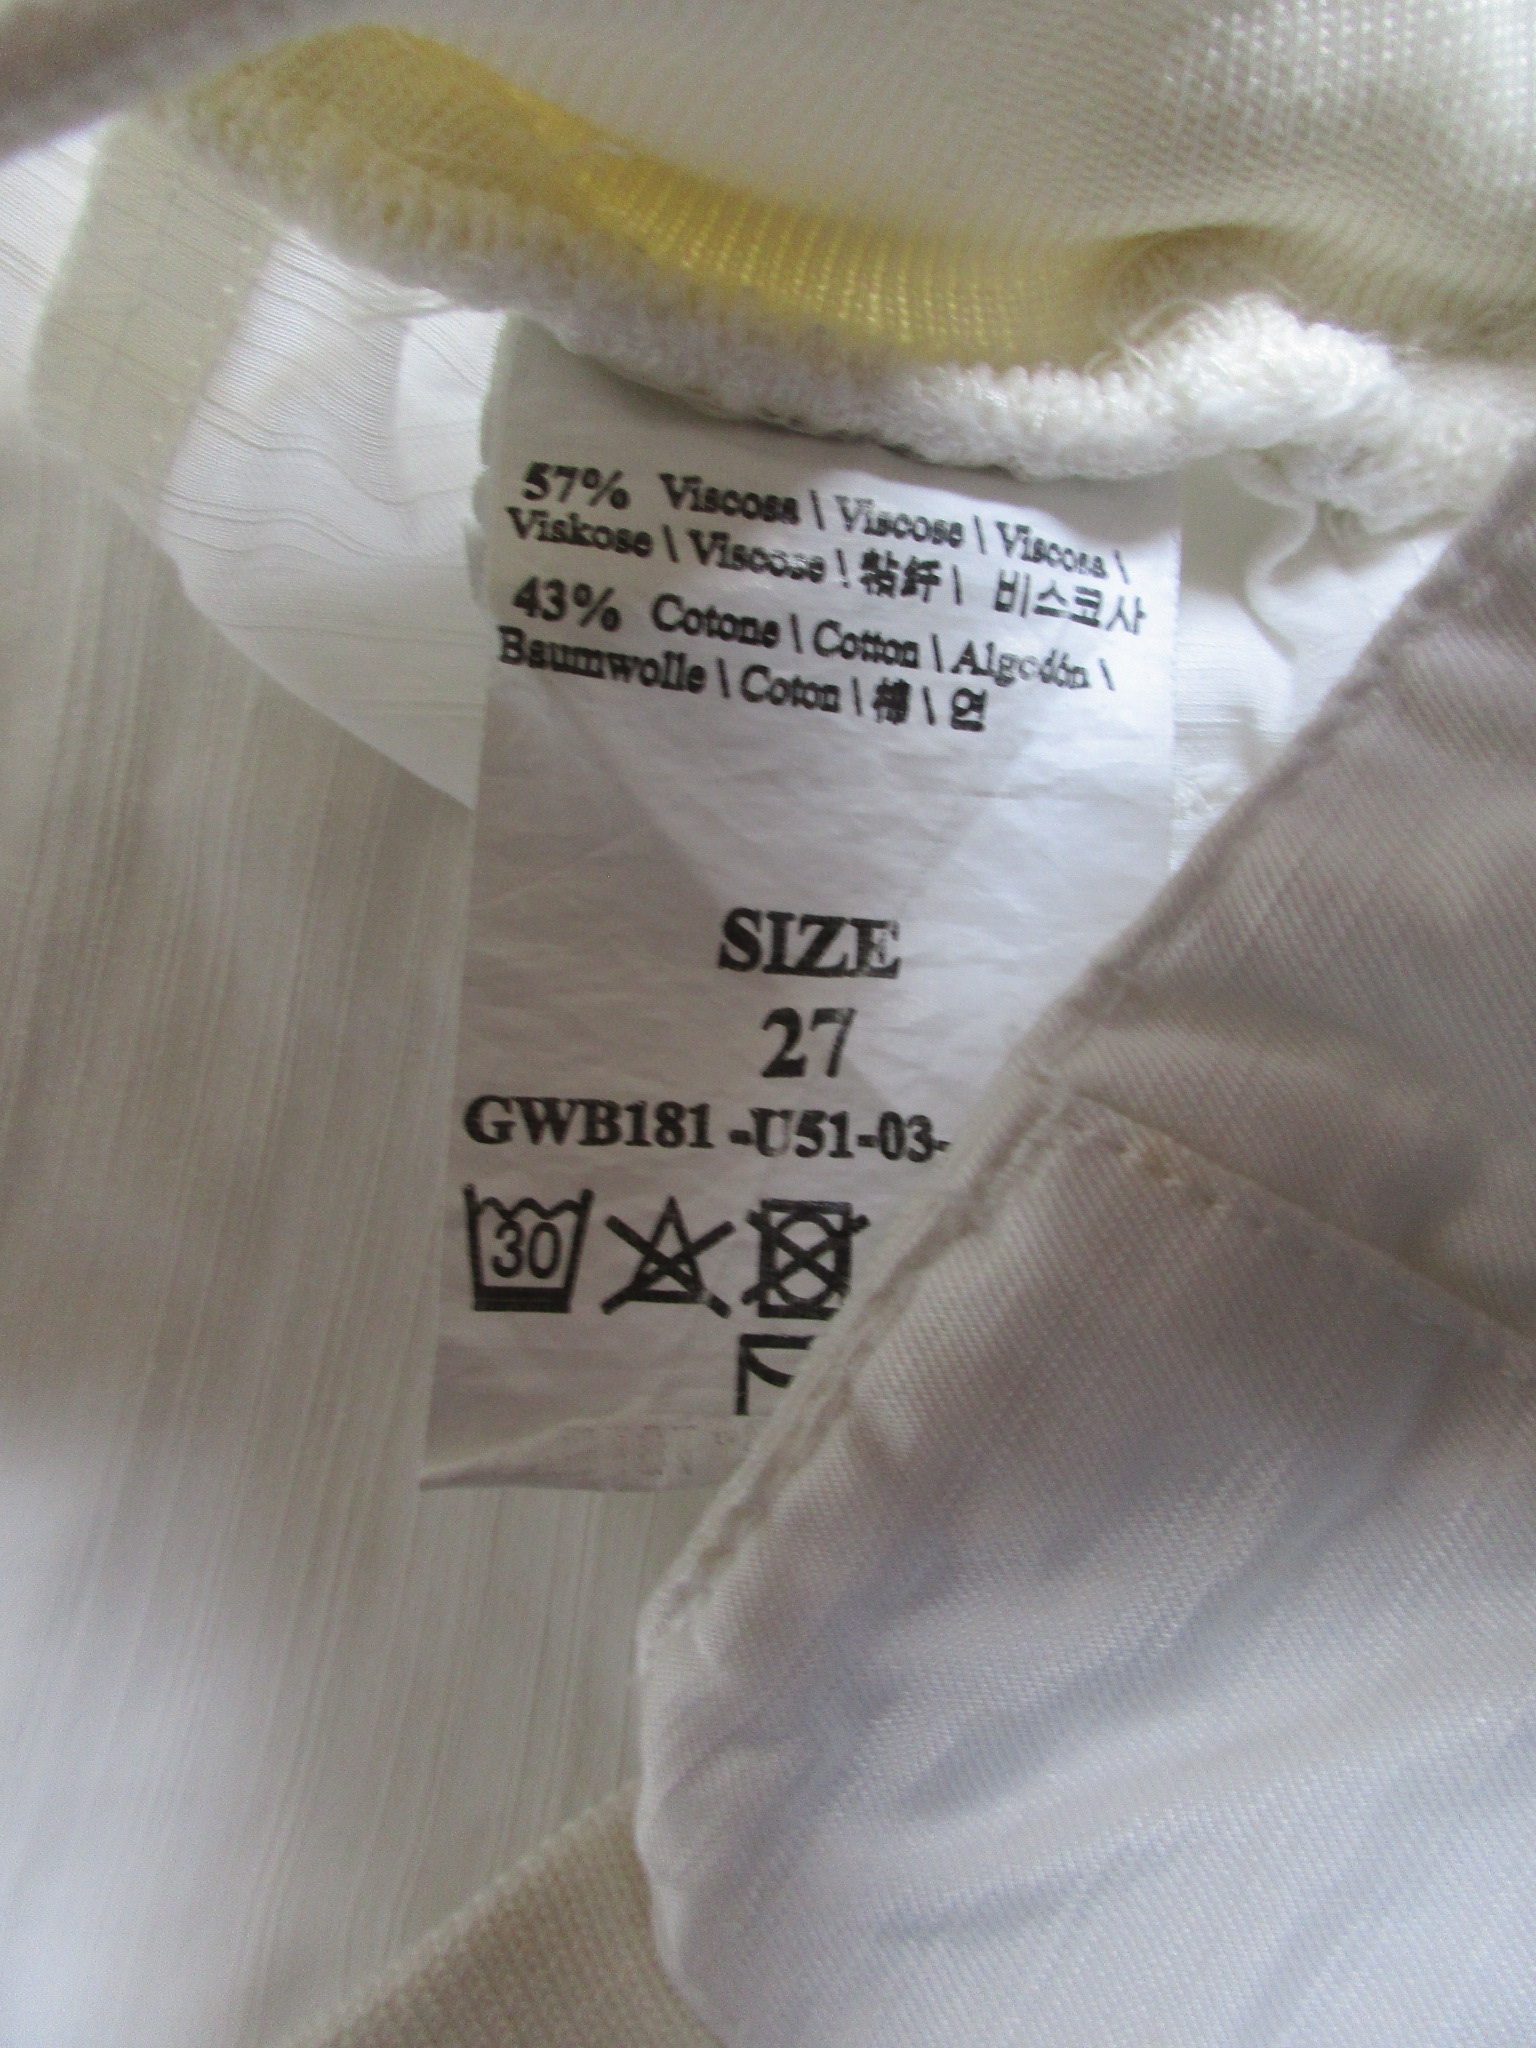 57% Viscosa \ Viscose \ Viscosa \
Viskose \ Viscose \ 粘纤 \ 비스코사
43% Cotone \ Cotton \ Algodón \
Baumwolle \ Coton \ 棉 \ 면
SIZE
27
GWB181-U51-03-
30